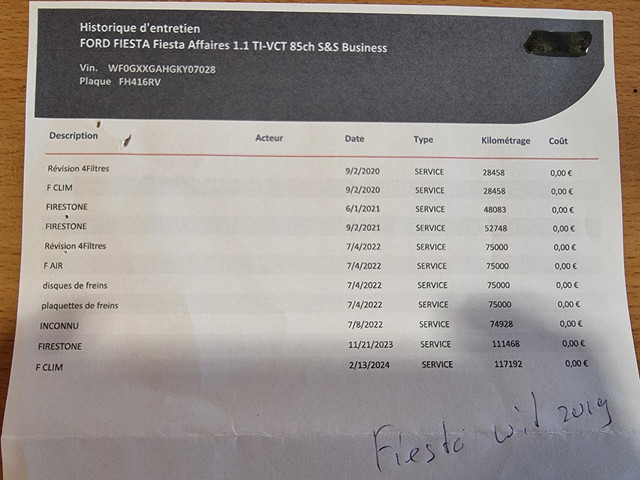 Historique d'entretien
FORD FIESTA Fiesta Affaires 1.1 TI-VCT 85ch S&S Business
Vin. WF0GXXGAHGKY07028
Plaque FH416RV
Description Acteur Date Type Kilométrage Coût
Révision 4Filtres 9/2/2020 SERVICE 28458 0,00 €
F CLIM 9/2/2020 SERVICE 28458 0,00 €
FIRESTONE 6/1/2021 SERVICE 48083 0,00 €
FIRESTONE 9/2/2021 SERVICE 52748 0,00 €
Révision 4Filtres 7/4/2022 SERVICE 75000 0,00 €
F AIR 7/4/2022 SERVICE 75000 0,00 €
disques de freins 7/4/2022 SERVICE 75000 0,00 €
plaquettes de freins 7/4/2022 SERVICE 75000 0,00 €
INCONNU 7/8/2022 SERVICE 74928 0,00 €
FIRESTONE 11/21/2023 SERVICE 111468 0,00 €
F CLIM 2/13/2024 SERVICE 117192 0,00 €
Fiesta wit 2019